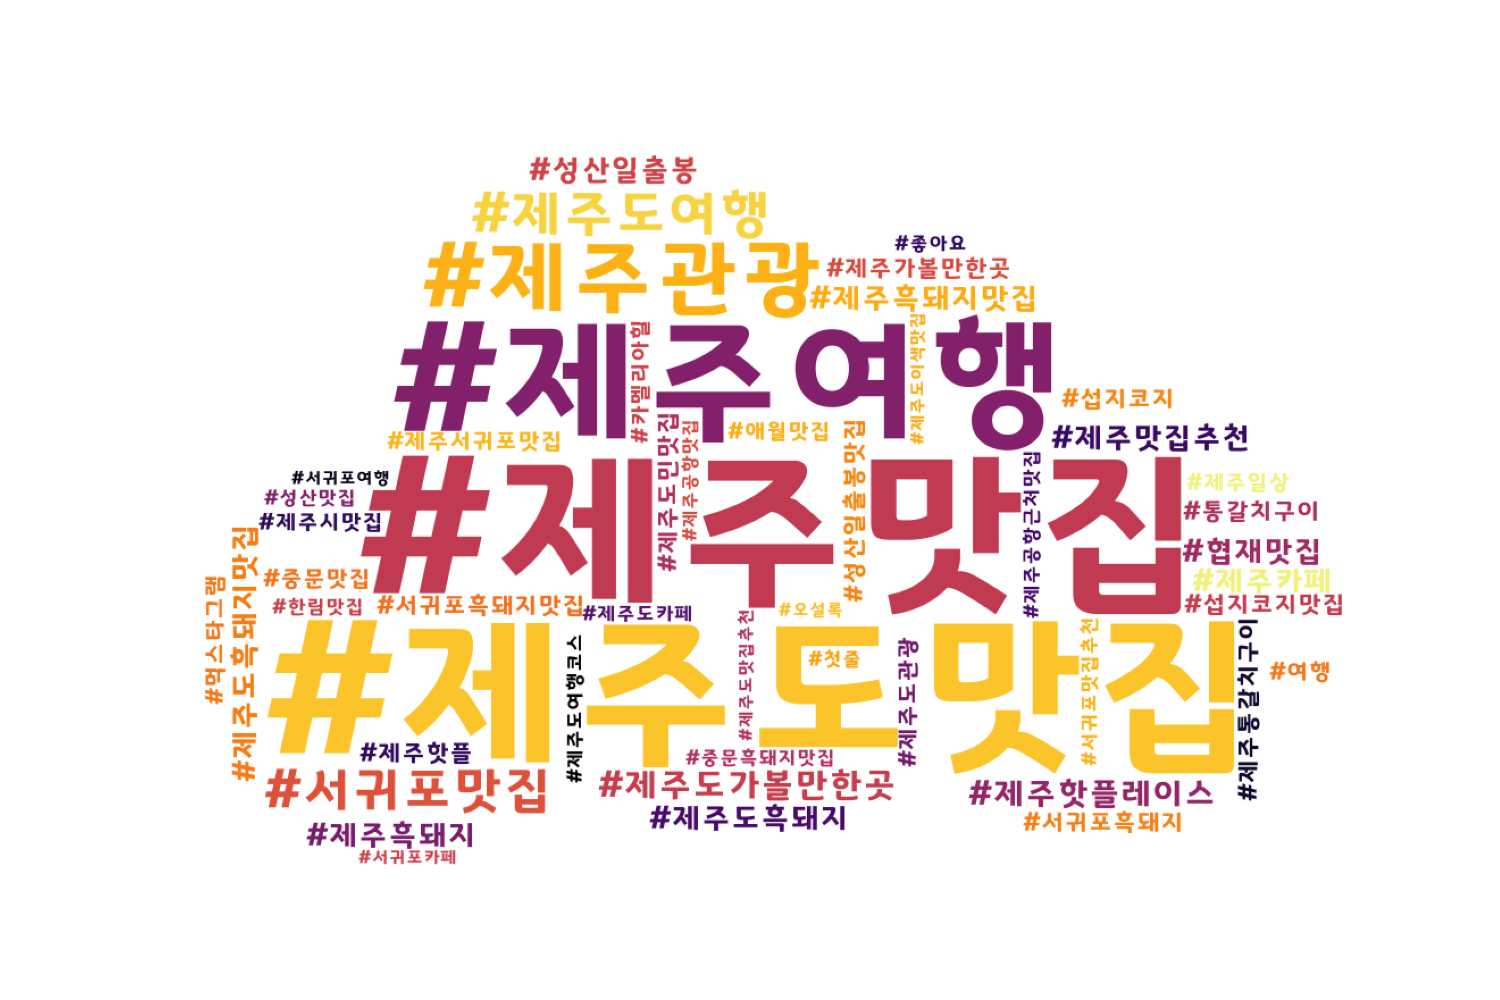 #성산일출봉
#제주도여행
#좋아요
#제주관광
#제주가볼만한곳
#제주흑돼지맛집
#제주여행
#카멜리아힐
#제주도이색맛집
#섭지코지
#제주서귀포맛집
#제주도민맛집
#제주공항맛집
#애월맛집
#성산일출봉맛집
#제주맛집추천
#서귀포여행
#성산맛집
#제주시맛집
#제주맛집
#제주공항근처맛집
#제주일상
#통갈치구이
#협재맛집
#제주카페
#섭지코지맛집
#먹스타그램
#제주도흑돼지맛집
#중문맛집
#한림맛집
#서귀포흑돼지맛집
#제주도카페
#오설록
#제주도맛집
#제주도여행코스
#제주도맛집추천
#첫줄
#제주도관광
#서귀포맛집추천
#제주통갈치구이
#여행
#제주핫플
#중문흑돼지맛집
#서귀포맛집
#제주도가볼만한곳
#제주핫플레이스
#제주도흑돼지
#서귀포흑돼지
#제주흑돼지
#서귀포카페